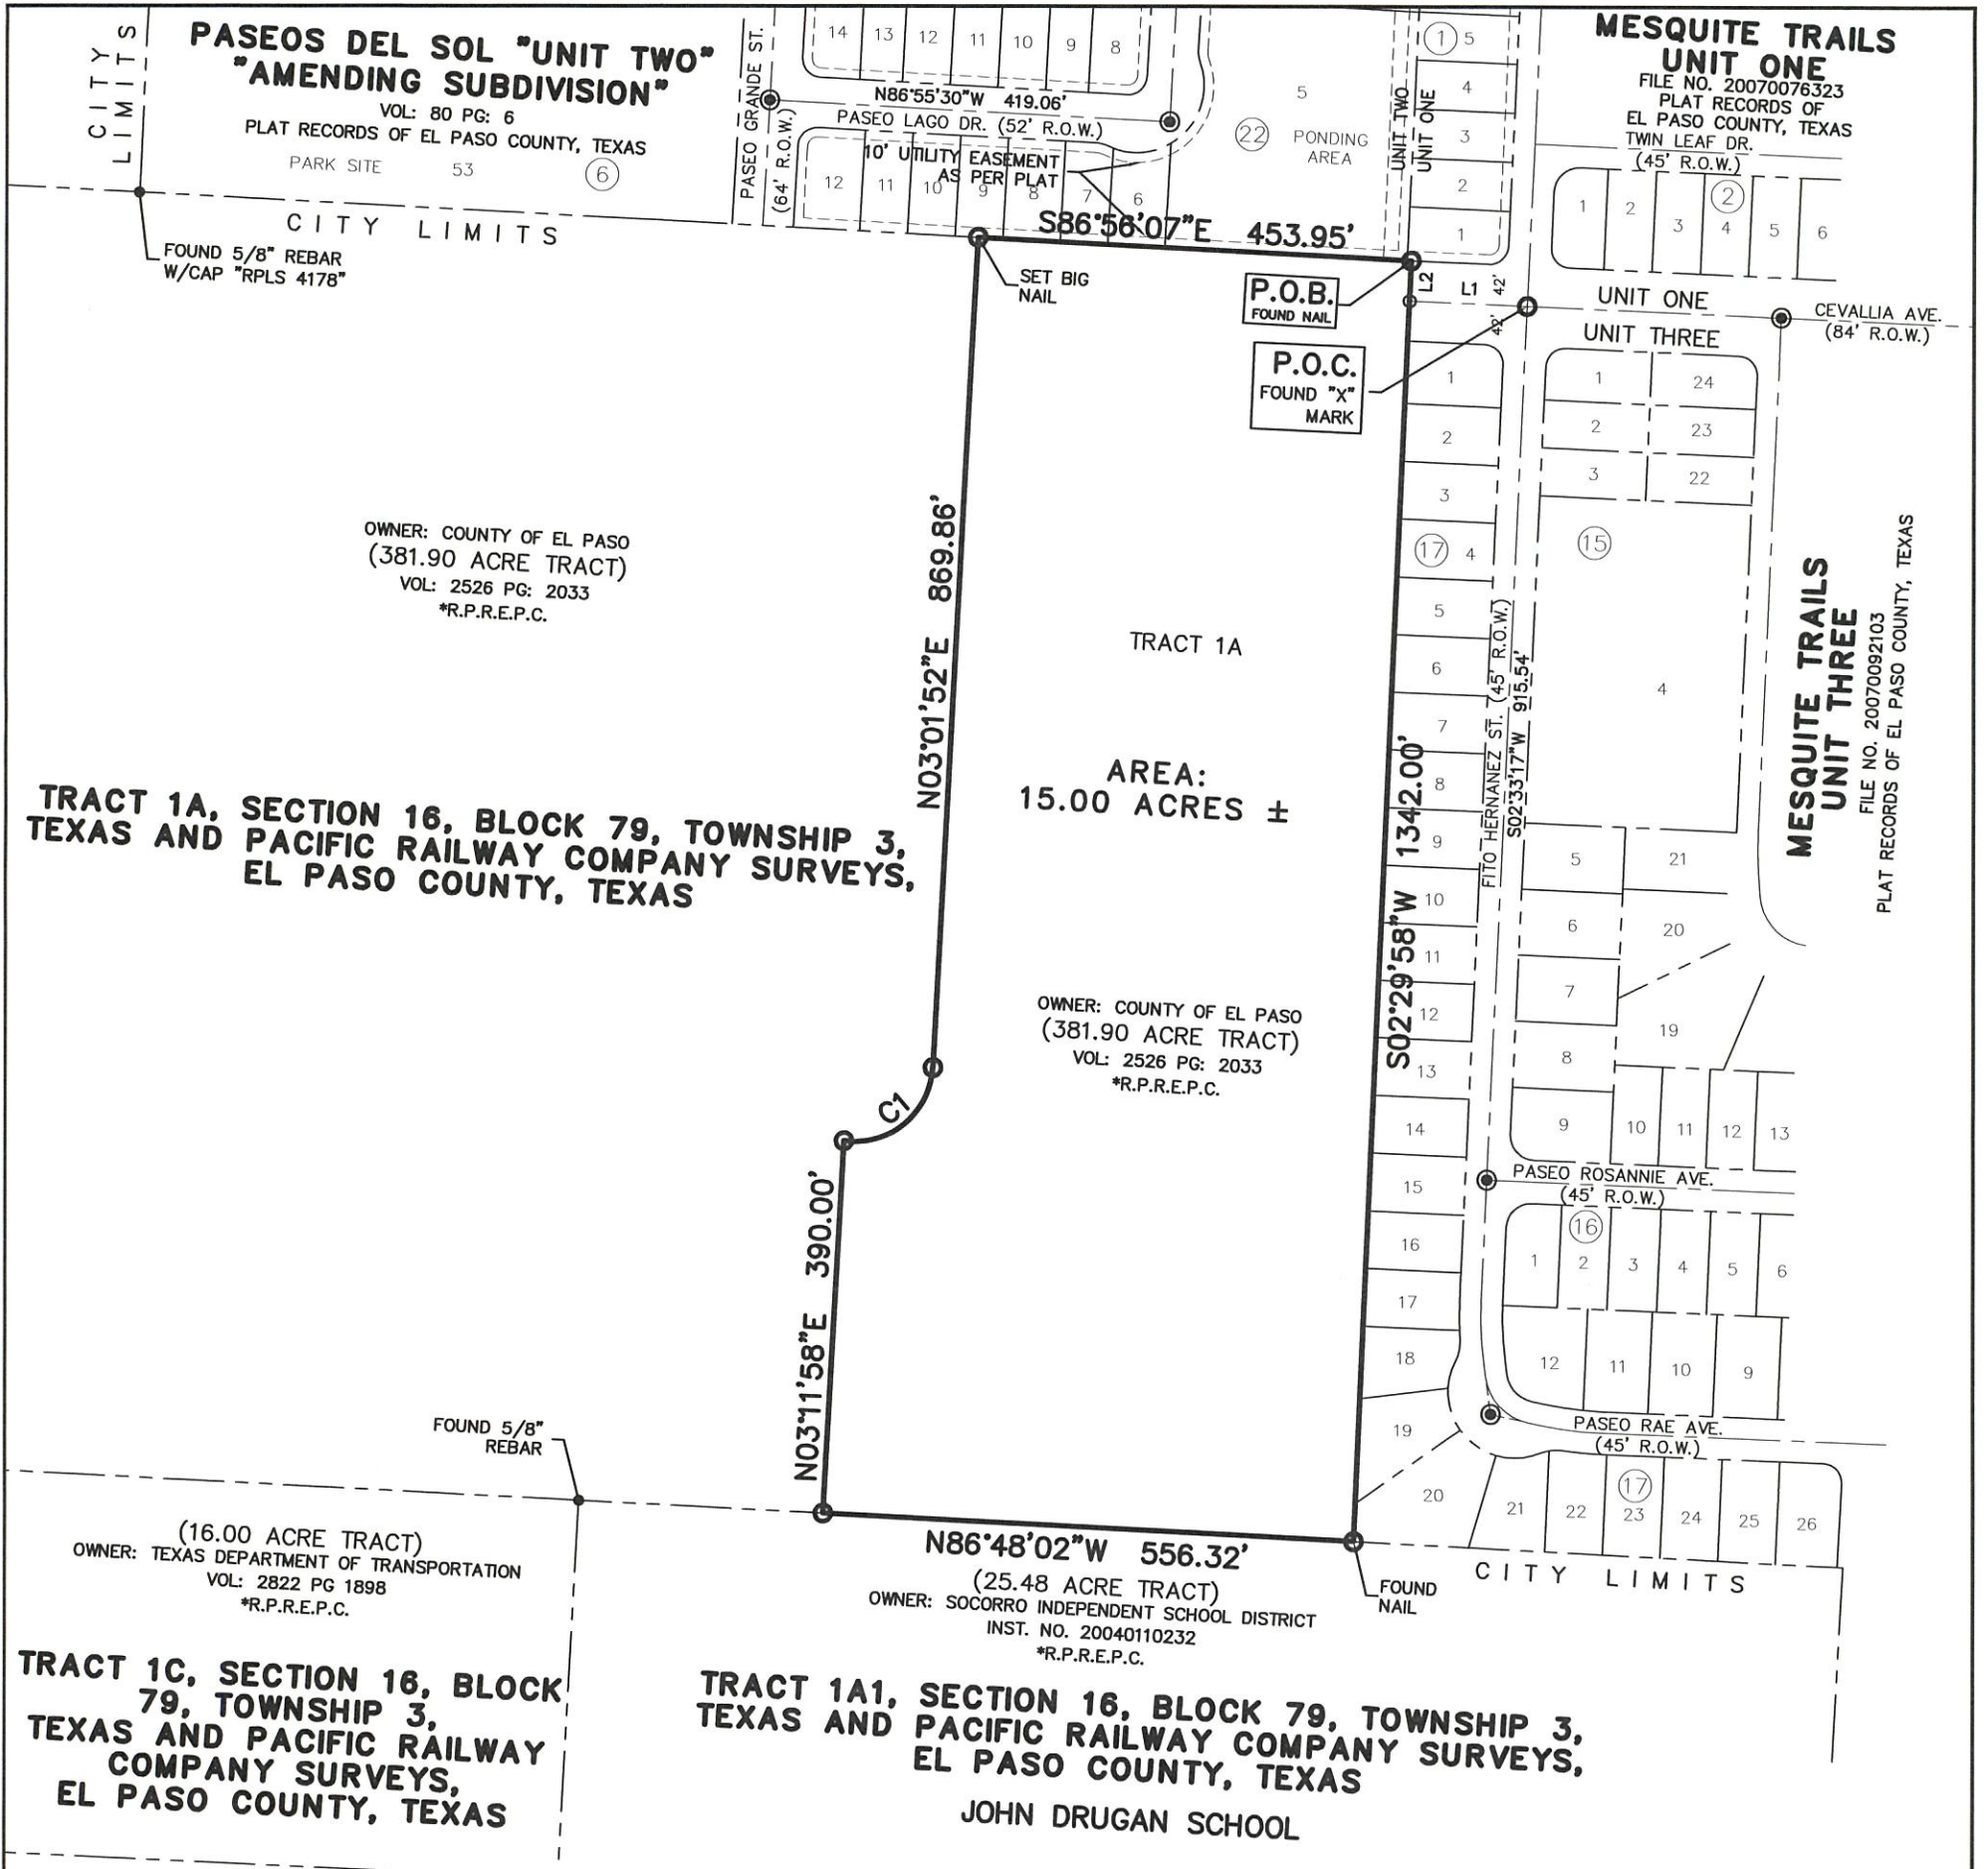 CITY
LIMITS
PASEOS DEL SOL "UNIT TWO"
"AMENDING SUBDIVISION"
VOL: 80 PG: 6
PLAT RECORDS OF EL PASO COUNTY, TEXAS
PARK SITE 53 6
CITY LIMITS
FOUND 5/8" REBAR
W/CAP "RPLS 4178"
PASEO GRANDE ST.
(64' R.O.W.)
14 13 12 11 10 9 8
N86°55'30"W 419.06'
PASEO LAGO DR. (52' R.O.W.)
10' UTILITY EASEMENT
AS PER PLAT
12 11 10 9 8 7 6
5
22 PONDING
AREA
UNIT TWO
UNIT ONE
1 5
4
3
2
1
MESQUITE TRAILS
UNIT ONE
FILE NO. 20070076323
PLAT RECORDS OF
EL PASO COUNTY, TEXAS
TWIN LEAF DR.
(45' R.O.W.)
2
1 2 3 4 5 6
S86°56'07"E 453.95'
SET BIG
NAIL
P.O.B.
FOUND NAIL
L2
L1
42'
42'
UNIT ONE
UNIT THREE
CEVALLIA AVE.
(84' R.O.W.)
P.O.C.
FOUND "X"
MARK
1
2
3
17 4
5
6
7
8
9
10
11
12
13
14
15
16
17
18
19
20
1 24
2 23
3 22
15
4
5 21
6 20
7
19
8
9 10 11 12 13
FITO HERNANEZ ST. (45' R.O.W.)
S02°33'17"W 915.54'
MESQUITE TRAILS
UNIT THREE
FILE NO. 20070092103
PLAT RECORDS OF EL PASO COUNTY, TEXAS
OWNER: COUNTY OF EL PASO
(381.90 ACRE TRACT)
VOL: 2526 PG: 2033
*R.P.R.E.P.C.
N03°01'52"E 869.86'
TRACT 1A
AREA:
15.00 ACRES ±
S02°29'58"W 1342.00'
TRACT 1A, SECTION 16, BLOCK 79, TOWNSHIP 3,
TEXAS AND PACIFIC RAILWAY COMPANY SURVEYS,
EL PASO COUNTY, TEXAS
OWNER: COUNTY OF EL PASO
(381.90 ACRE TRACT)
VOL: 2526 PG: 2033
*R.P.R.E.P.C.
C1
N03°11'58"E 390.00'
PASEO ROSANNIE AVE.
(45' R.O.W.)
16
1 2 3 4 5 6
12 11 10 9
PASEO RAE AVE.
(45' R.O.W.)
17
21 22 23 24 25 26
CITY LIMITS
FOUND 5/8"
REBAR
N86°48'02"W 556.32'
FOUND
NAIL
(16.00 ACRE TRACT)
OWNER: TEXAS DEPARTMENT OF TRANSPORTATION
VOL: 2822 PG 1898
*R.P.R.E.P.C.
(25.48 ACRE TRACT)
OWNER: SOCORRO INDEPENDENT SCHOOL DISTRICT
INST. NO. 20040110232
*R.P.R.E.P.C.
TRACT 1C, SECTION 16, BLOCK
79, TOWNSHIP 3,
TEXAS AND PACIFIC RAILWAY
COMPANY SURVEYS,
EL PASO COUNTY, TEXAS
TRACT 1A1, SECTION 16, BLOCK 79, TOWNSHIP 3,
TEXAS AND PACIFIC RAILWAY COMPANY SURVEYS,
EL PASO COUNTY, TEXAS
JOHN DRUGAN SCHOOL